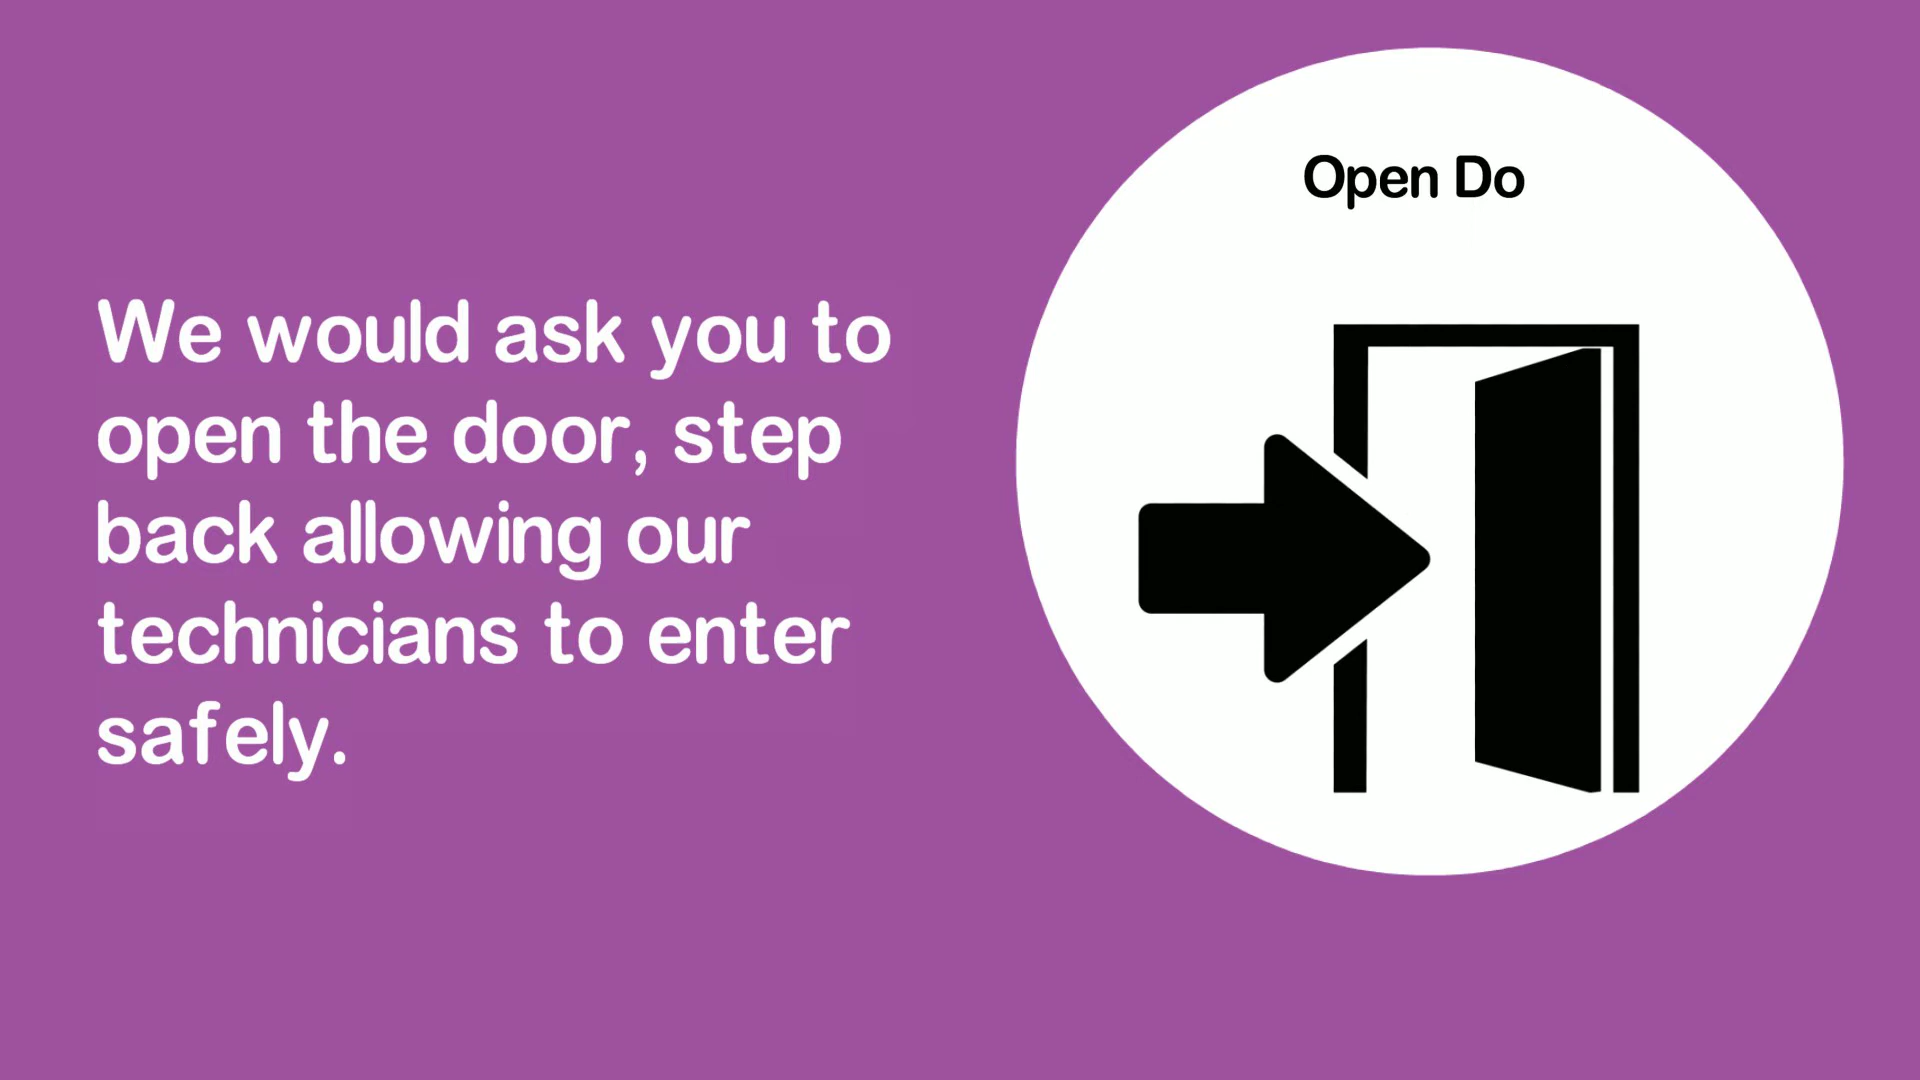 We would ask you to
open the door, step
back allowing our
technicians to enter
safely.
Open Do